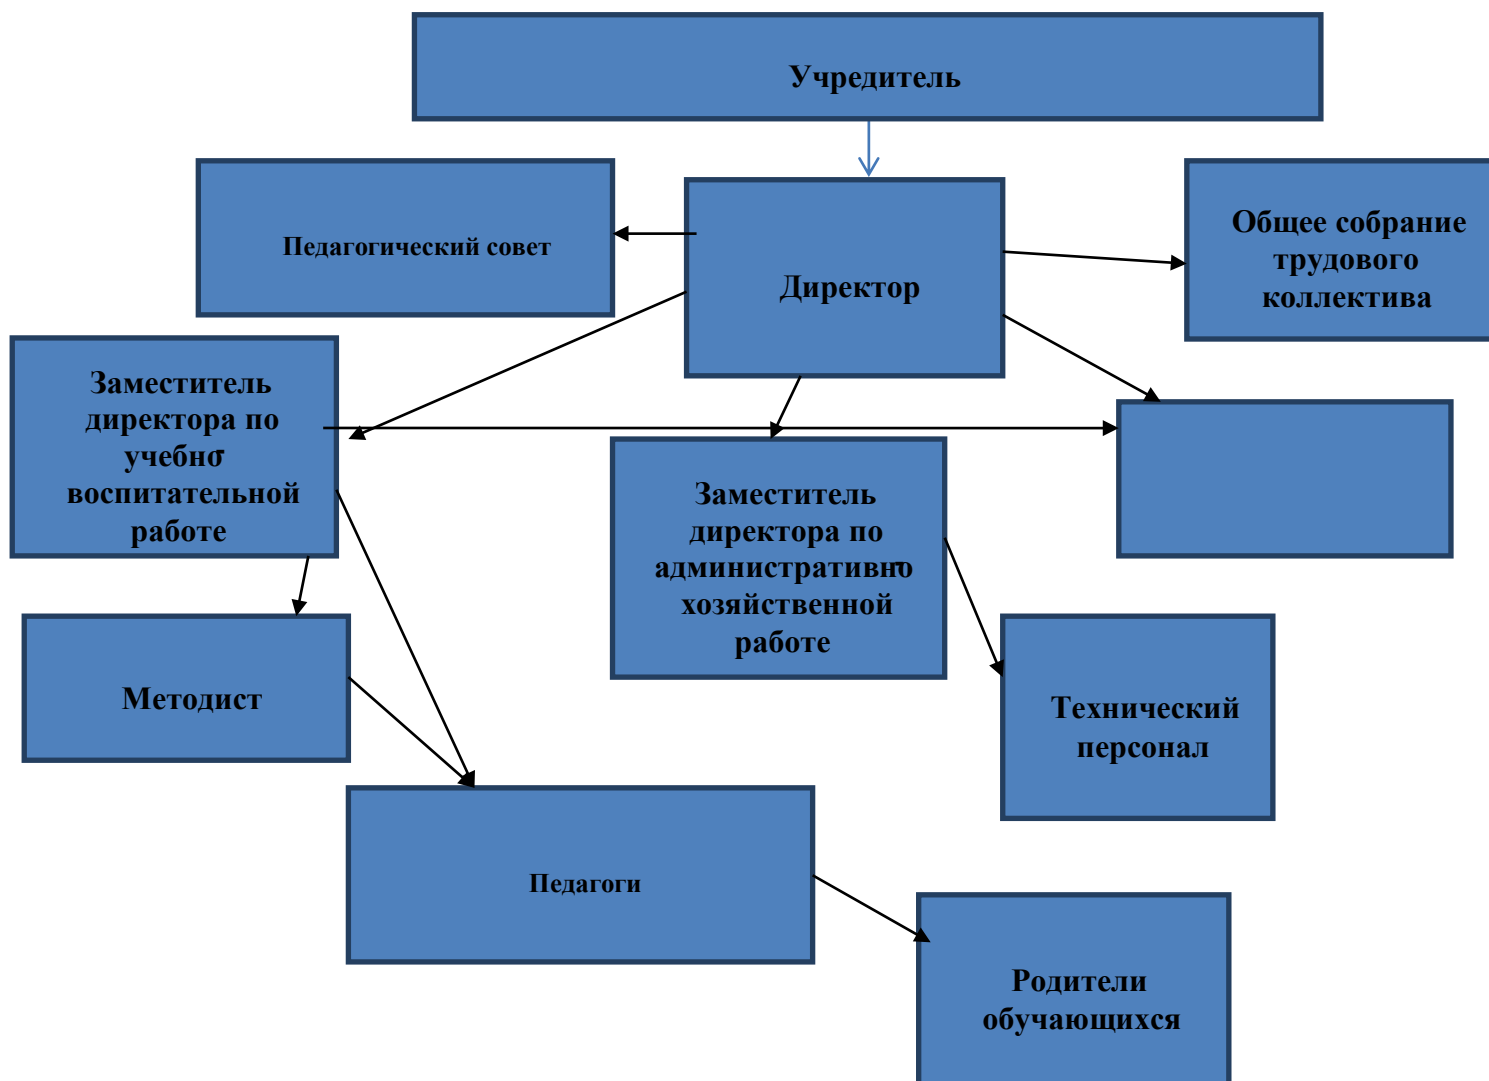 Учредитель
Педагогический совет
Директор
Общее собрание
трудового
коллектива
Заместитель
директора по
учебно-
воспитательной
работе
Заместитель
директора по
административно-
хозяйственной
работе
Методист
Технический
персонал
Педагоги
Родители
обучающихся